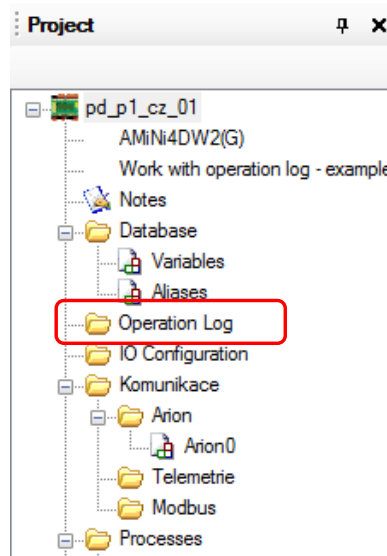 Project
pd_p1_cz_01
AMiNi4DW2(G)
Work with operation log - example
Notes
Database
Variables
Aliases
Operation Log
IO Configuration
Komunikace
Arion
Arion0
Telemetrie
Modbus
Processes